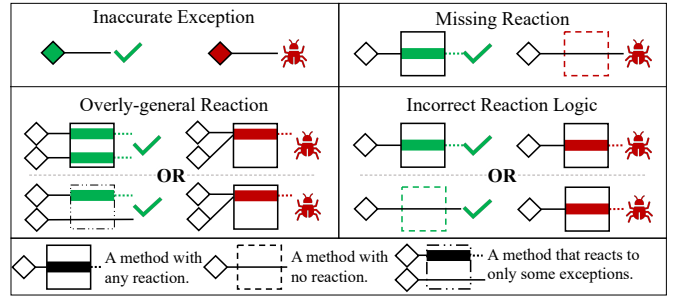 Inaccurate Exception
Missing Reaction
Overly-general Reaction
OR
Incorrect Reaction Logic
OR
A method with
any reaction.
A method with
no reaction.
A method that reacts to
only some exceptions.